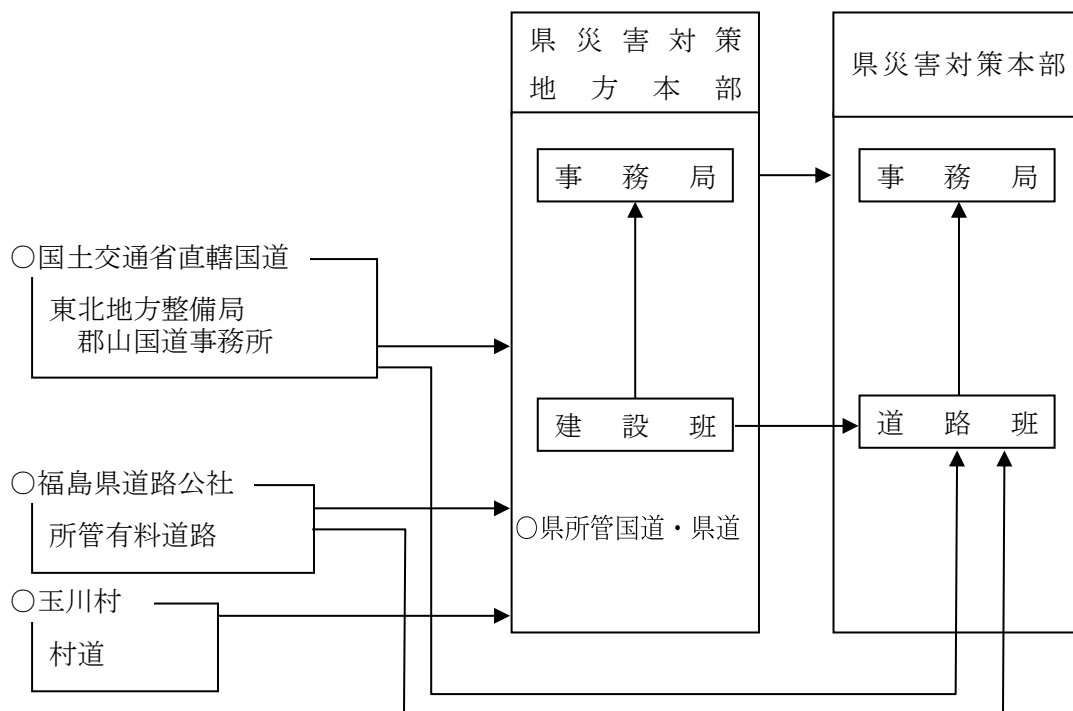 県災害対策
地方本部
県災害対策本部
事務局
事務局
○国土交通省直轄国道
東北地方整備局
郡山国道事務所
建設班
道路班
○福島県道路公社
所管有料道路
○県所管国道・県道
○玉川村
村道